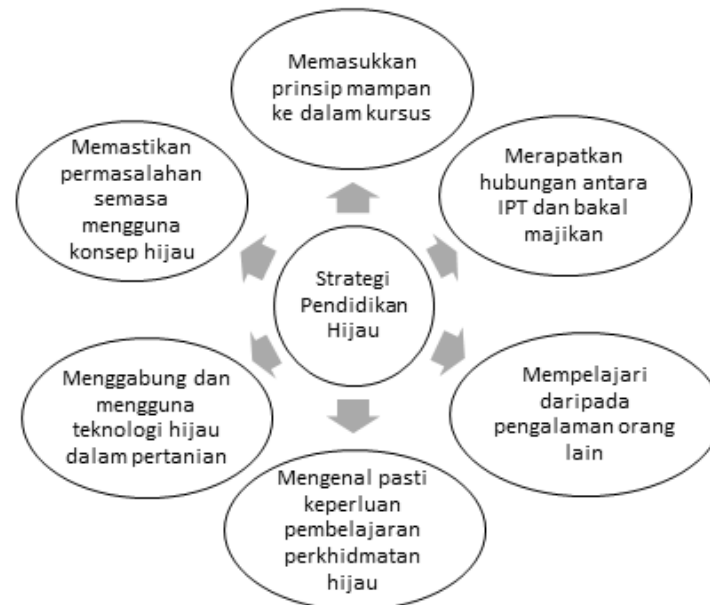 Memasukkan
prinsip mampan
ke dalam kursus
Merapatkan
hubungan antara
IPT dan bakal
majikan
Mempelajari
daripada
pengalaman orang
lain
Mengenal pasti
keperluan
pembelajaran
perkhidmatan
hijau
Menggabung dan
mengguna
teknologi hijau
dalam pertanian
Memastikan
permasalahan
semasa
mengguna
konsep hijau
Strategi
Pendidikan
Hijau